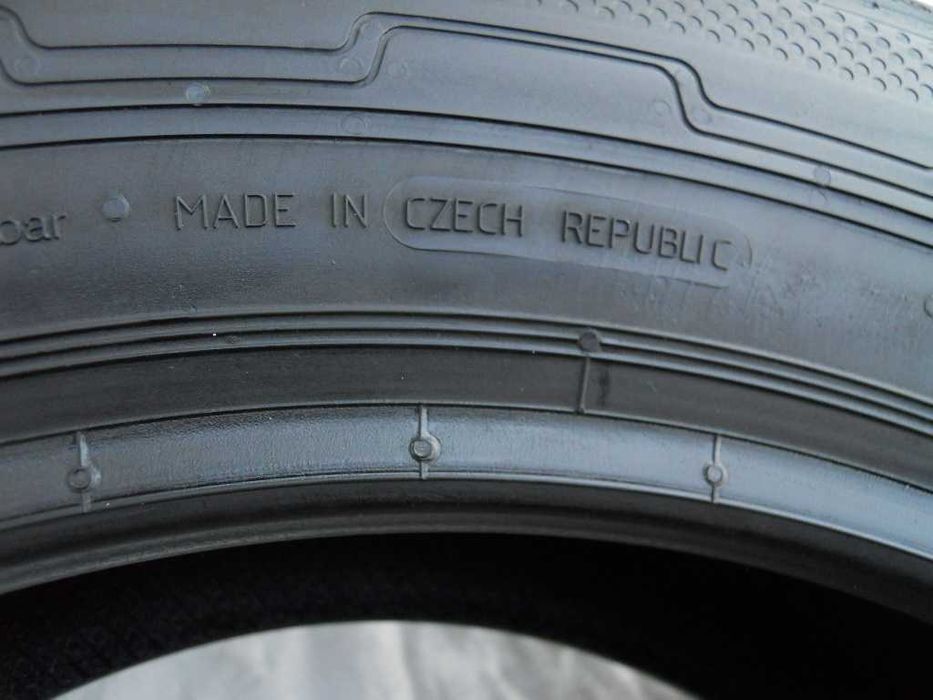 bar • MADE IN CZECH REPUBLIC